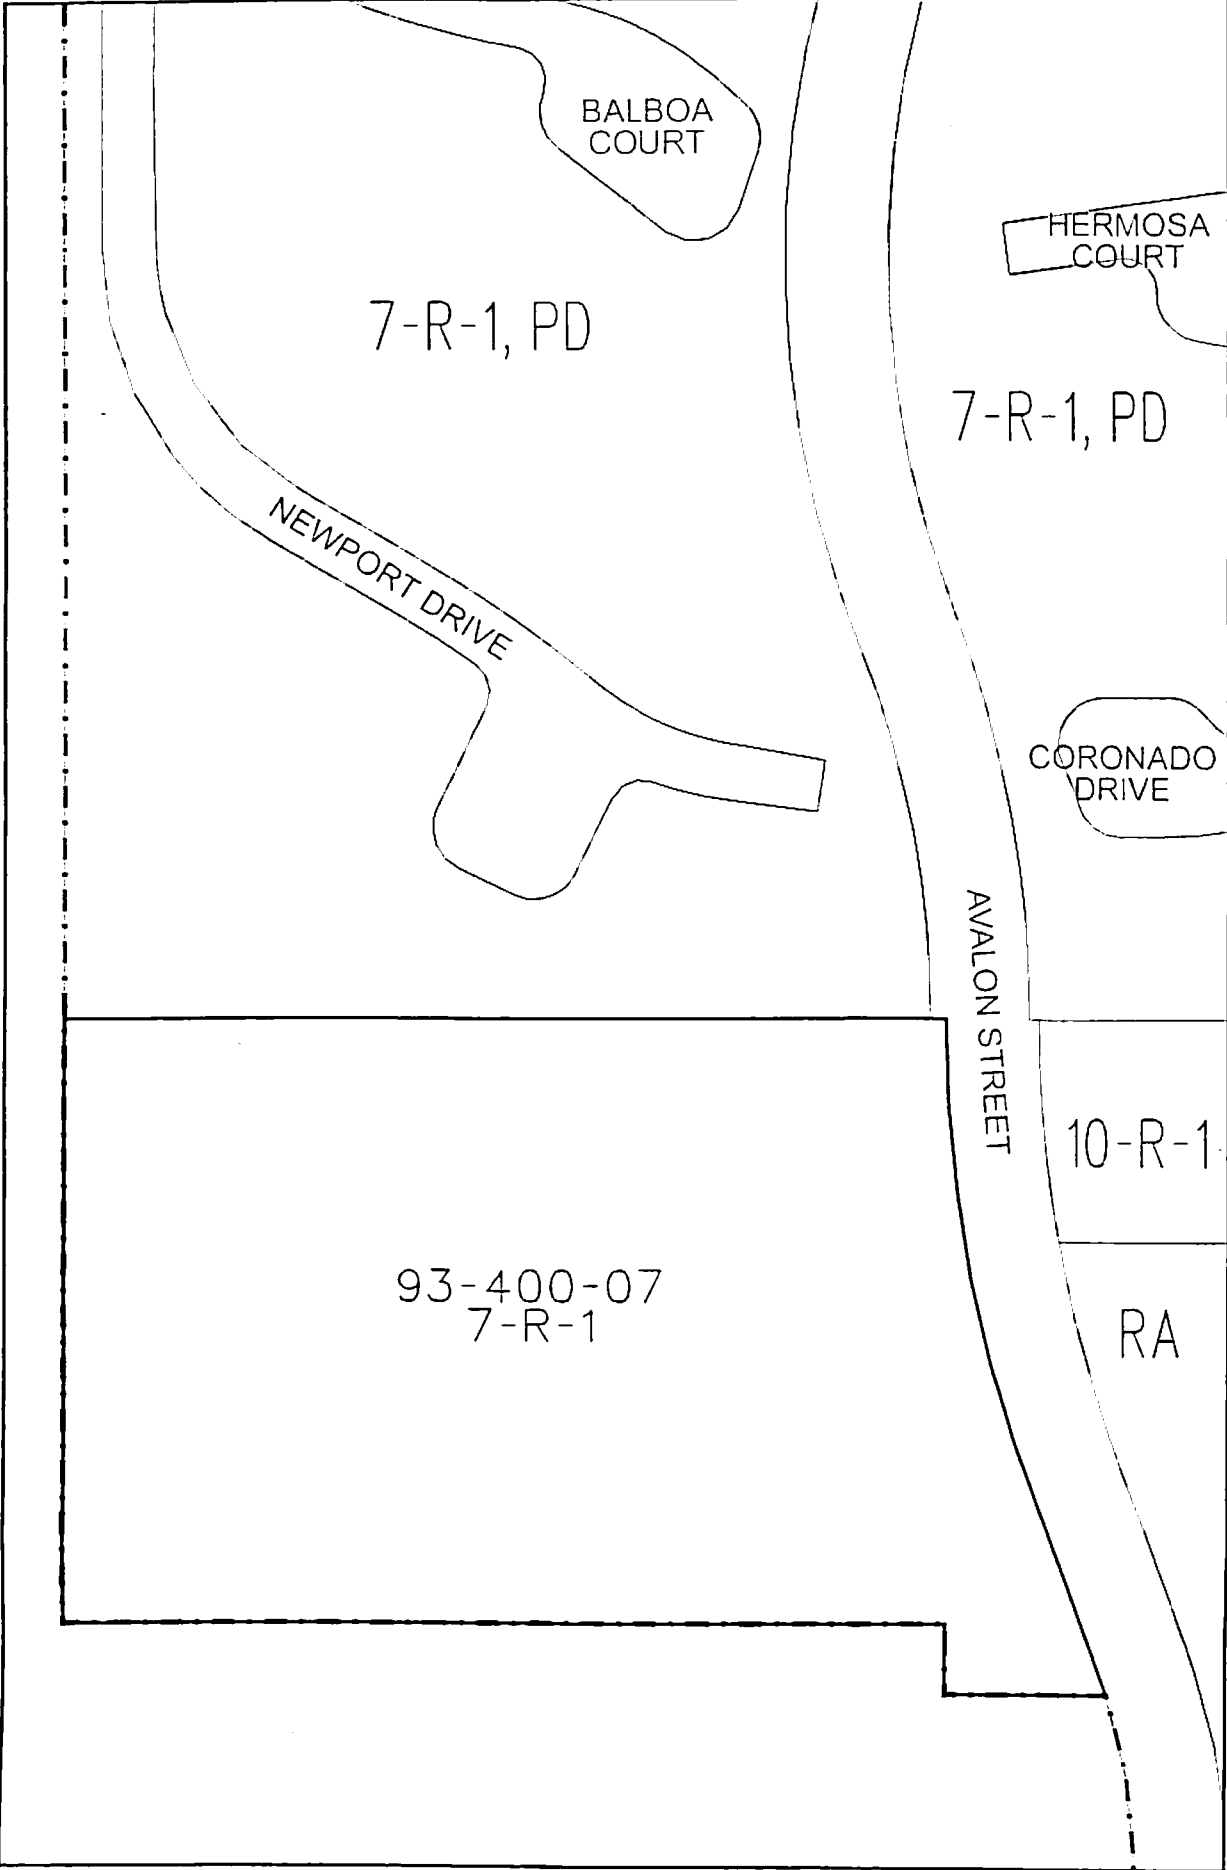 BALBOA
COURT
HERMOSA
COURT
7-R-1, PD
7-R-1, PD
NEWPORT DRIVE
CORONADO
DRIVE
AVALON STREET
10-R-1
93-400-07
7-R-1
RA